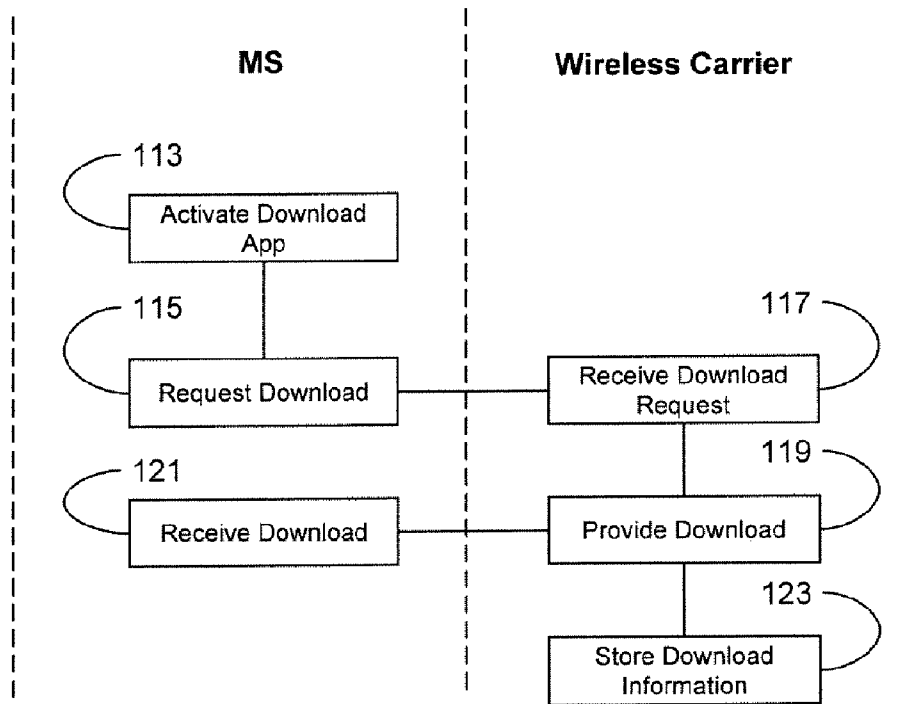 MS
Wireless Carrier
113
Activate Download
App
115
117
Request Download
Receive Download
Request
121
119
Receive Download
Provide Download
123
Store Download
Information